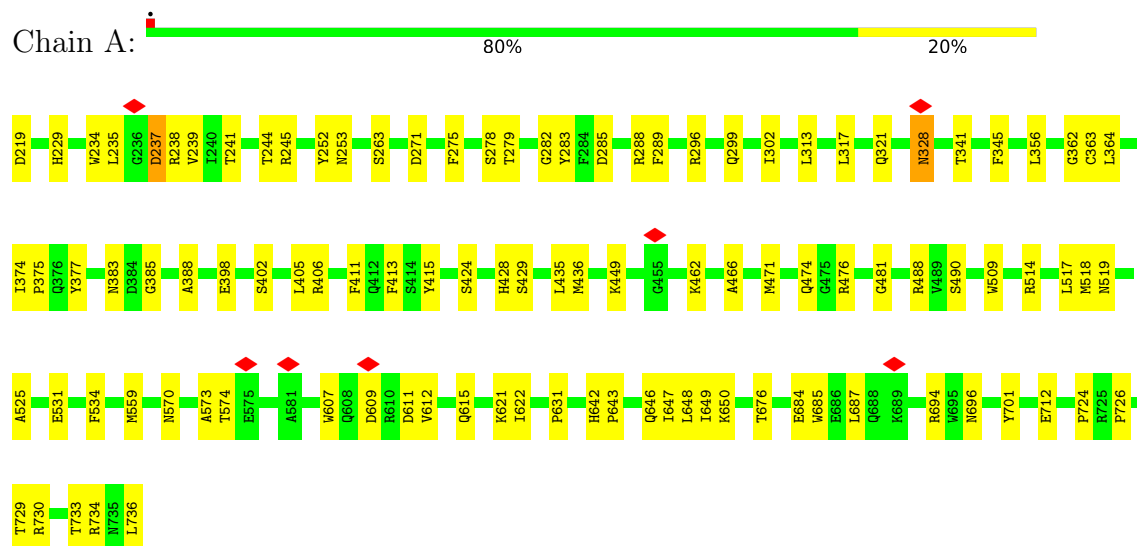 Chain A:
80% 20%
D219 H229 W234 L235 G236 D237 R238 V239 I240 T241 T244 R245 Y252 N253 S263 D271 F275 S278 T279 G282 Y283 F284 D285 R288 F289 R296 Q299 I302 L313 L317 Q321 N328 T341 F345 L356 G362 C363 L364
I374 P375 Q376 Y377 N383 D384 G385 A388 E398 S402 L405 R406 F411 Q412 F413 S414 Y415 S424 H428 S429 L435 M436 K449 G455 K462 A466 M471 Q474 G475 R476 G481 R488 V489 S490 W509 R514 L517 M518 N519
A525 E531 F534 M559 N570 A573 T574 E575 A581 W607 Q608 D609 R610 D611 V612 Q615 K621 I622 P631 H642 P643 Q646 I647 L648 I649 K650 T676 E684 W685 E686 L687 Q688 K689 R694 W695 N696 Y701 E712 P724 R725 P726
T729 R730 T733 R734 N735 L736